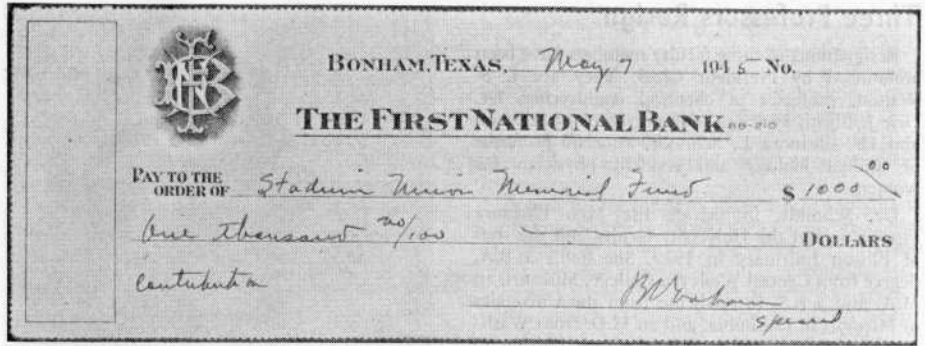 BONHAM, TEXAS, May 7 1945 No.
THE FIRST NATIONAL BANK 88-210
PAY TO THE
ORDER OF Stadium Union Memorial Fund $ 1000 00
One thousand no/100 DOLLARS
Contribution
special